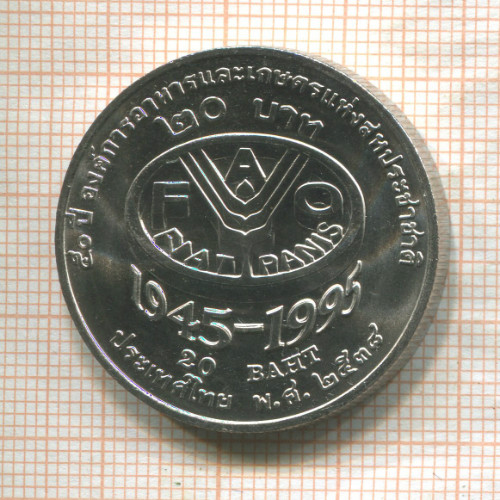 ๕๐ ปี องค์การอาหารและเกษตรแห่งสหประชาชาติ
๒๐ บาท
F A O
FIAT PANIS
1945-1995
20 BAHT
ประเทศไทย พ.ศ. ๒๕๓๘